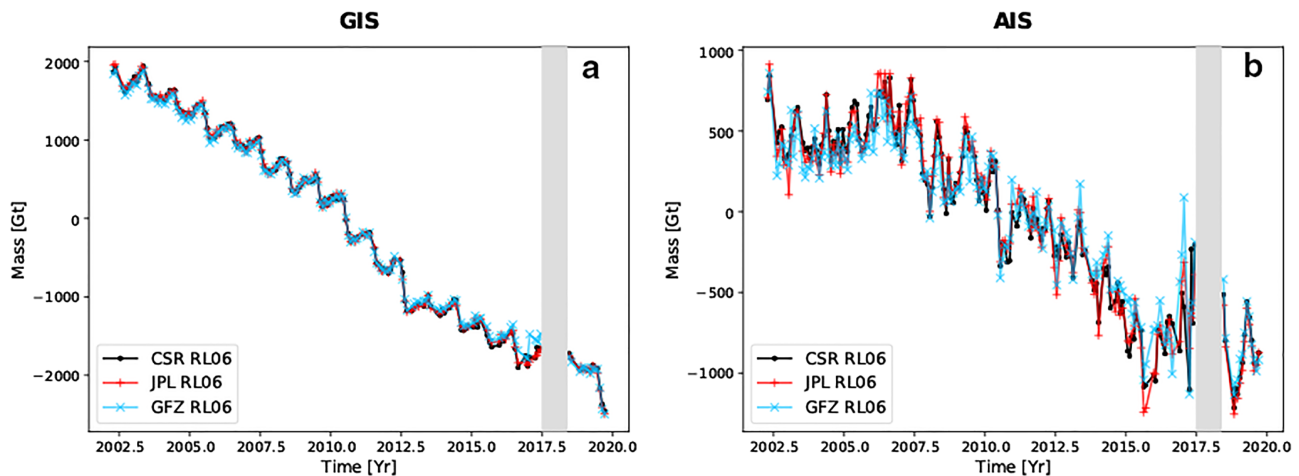 GIS
a
Mass [Gt]
2000
1000
0
−1000
−2000
CSR RL06
JPL RL06
GFZ RL06
2002.5 2005.0 2007.5 2010.0 2012.5 2015.0 2017.5 2020.0
Time [Yr]
AIS
b
Mass [Gt]
1000
500
0
−500
−1000
CSR RL06
JPL RL06
GFZ RL06
2002.5 2005.0 2007.5 2010.0 2012.5 2015.0 2017.5 2020.0
Time [Yr]